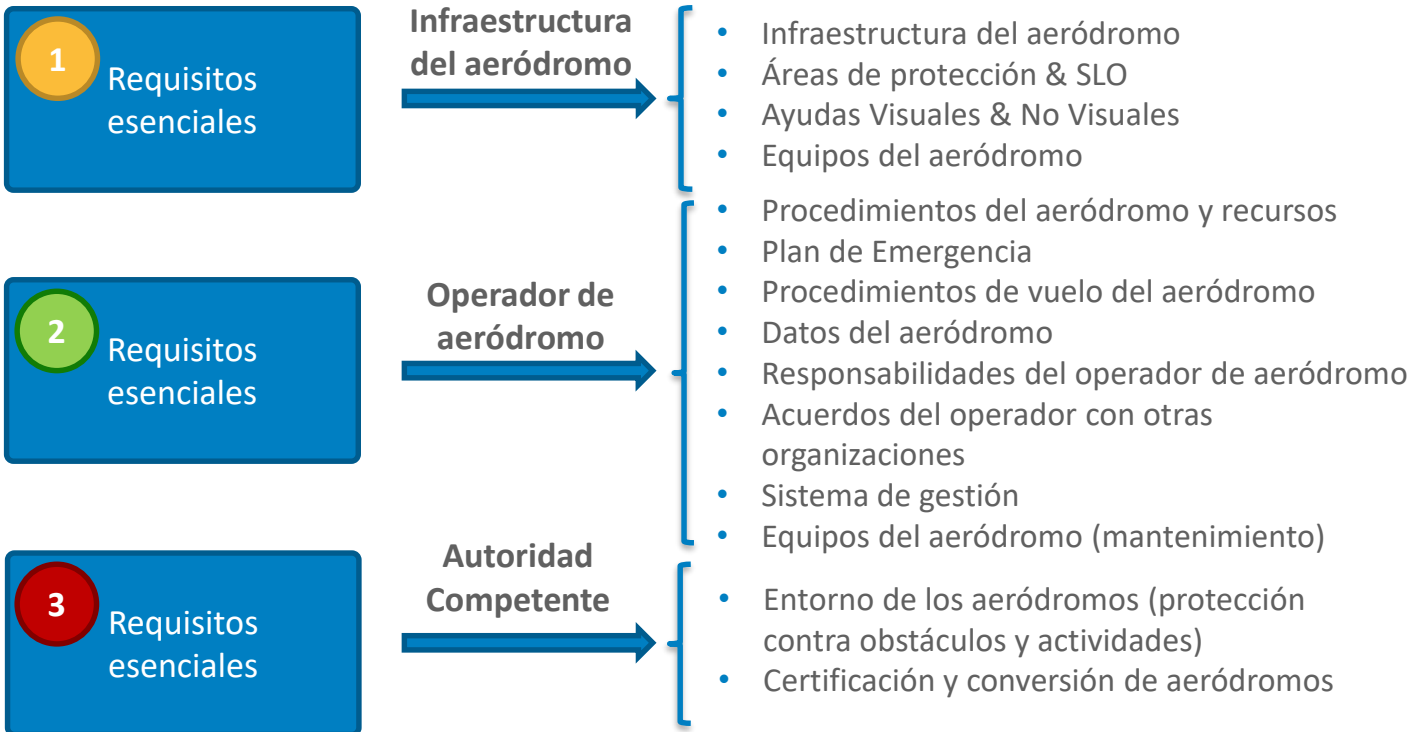 1
Requisitos
esenciales
Infraestructura
del aeródromo
• Infraestructura del aeródromo
• Áreas de protección & SLO
• Ayudas Visuales & No Visuales
• Equipos del aeródromo
2
Requisitos
esenciales
Operador de
aeródromo
• Procedimientos del aeródromo y recursos
• Plan de Emergencia
• Procedimientos de vuelo del aeródromo
• Datos del aeródromo
• Responsabilidades del operador de aeródromo
• Acuerdos del operador con otras
organizaciones
• Sistema de gestión
• Equipos del aeródromo (mantenimiento)
3
Requisitos
esenciales
Autoridad
Competente
• Entorno de los aeródromos (protección
contra obstáculos y actividades)
• Certificación y conversión de aeródromos